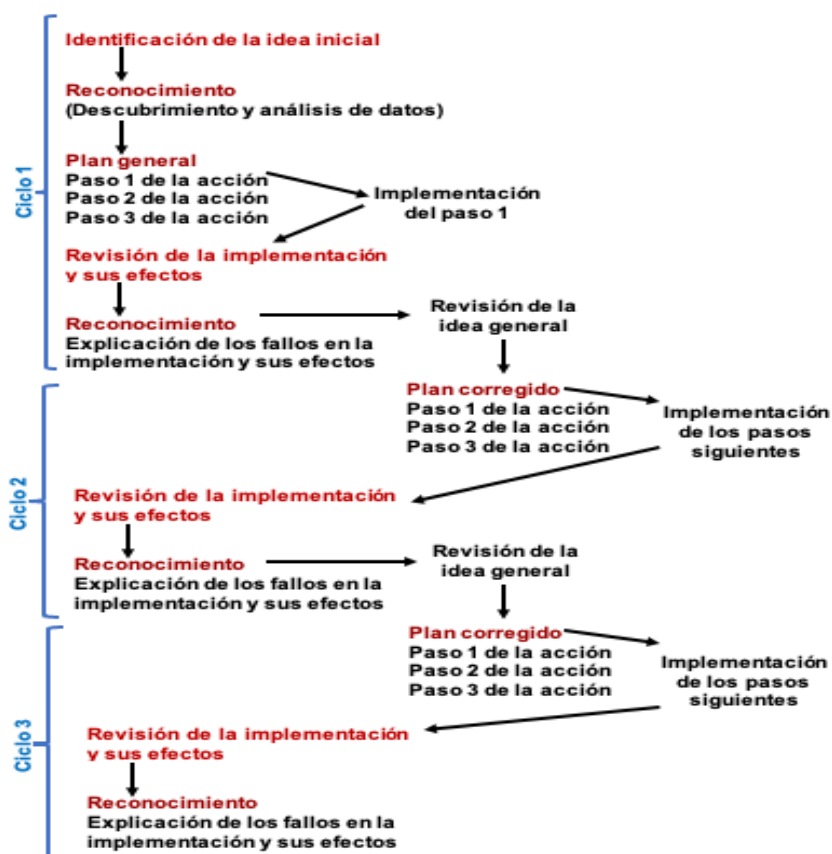 Ciclo 1
Identificación de la idea inicial
Reconocimiento
(Descubrimiento y análisis de datos)
Plan general
Paso 1 de la acción
Paso 2 de la acción
Paso 3 de la acción
Implementación
del paso 1
Revisión de la implementación
y sus efectos
Reconocimiento
Explicación de los fallos en la
implementación y sus efectos
Revisión de la
idea general
Ciclo 2
Plan corregido
Paso 1 de la acción
Paso 2 de la acción
Paso 3 de la acción
Implementación
de los pasos
siguientes
Revisión de la implementación
y sus efectos
Reconocimiento
Explicación de los fallos en la
implementación y sus efectos
Revisión de la
idea general
Ciclo 3
Plan corregido
Paso 1 de la acción
Paso 2 de la acción
Paso 3 de la acción
Implementación
de los pasos
siguientes
Revisión de la implementación
y sus efectos
Reconocimiento
Explicación de los fallos en la
implementación y sus efectos